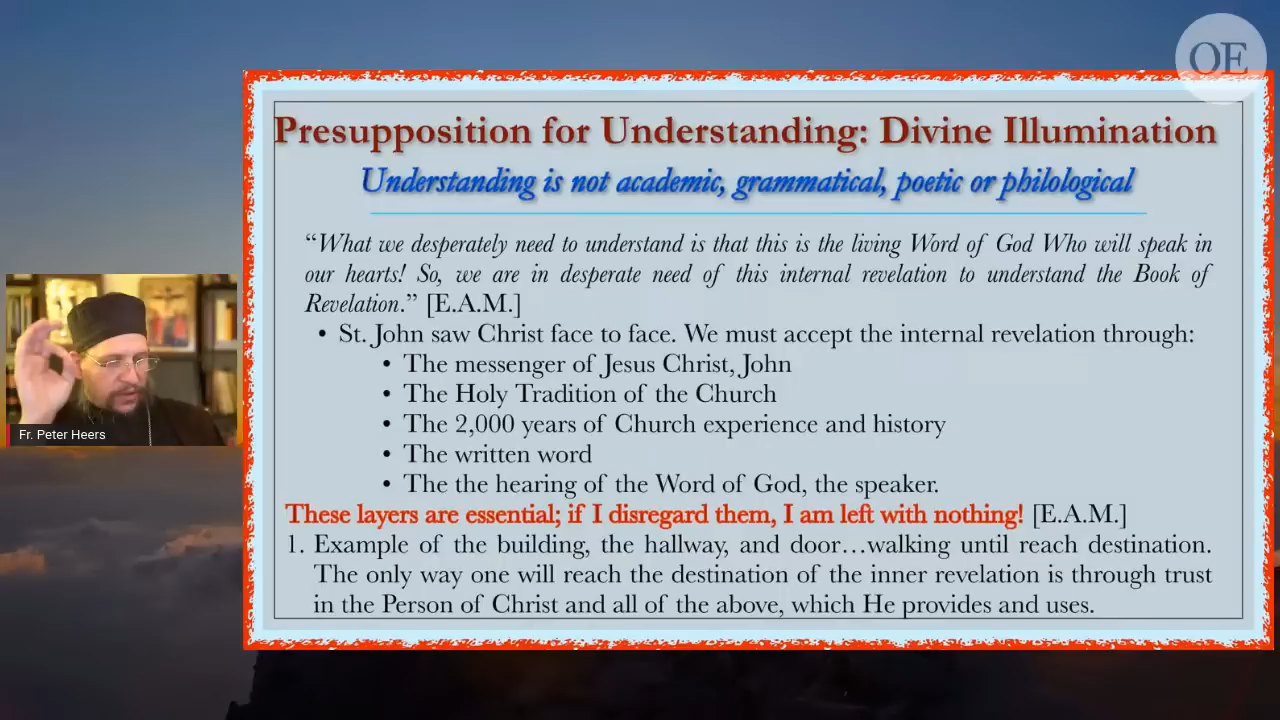 OE
Presupposition for Understanding: Divine Illumination
Understanding is not academic, grammatical, poetic or philological
“What we desperately need to understand is that this is the living Word of God Who will speak in
our hearts! So, we are in desperate need of this internal revelation to understand the Book of
Revelation.” [E.A.M.]
• St. John saw Christ face to face. We must accept the internal revelation through:
• The messenger of Jesus Christ, John
• The Holy Tradition of the Church
• The 2,000 years of Church experience and history
• The written word
• The the hearing of the Word of God, the speaker.
These layers are essential; if I disregard them, I am left with nothing! [E.A.M.]
1. Example of the building, the hallway, and door…walking until reach destination.
The only way one will reach the destination of the inner revelation is through trust
in the Person of Christ and all of the above, which He provides and uses.
Fr. Peter Heers